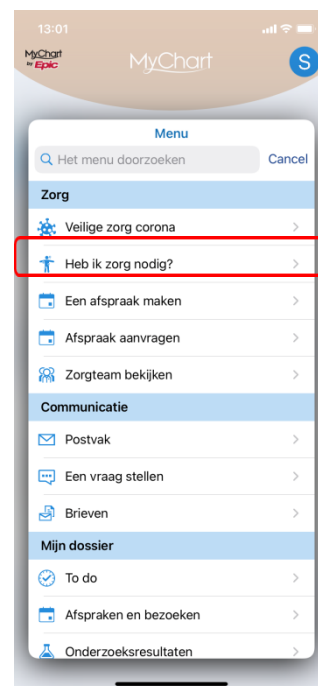 13:01
MyChart
by Epic
MyChart
S
Menu
Het menu doorzoeken
Cancel
Zorg
Veilige zorg corona
Heb ik zorg nodig?
Een afspraak maken
Afspraak aanvragen
Zorgteam bekijken
Communicatie
Postvak
Een vraag stellen
Brieven
Mijn dossier
To do
Afspraken en bezoeken
Onderzoeksresultaten